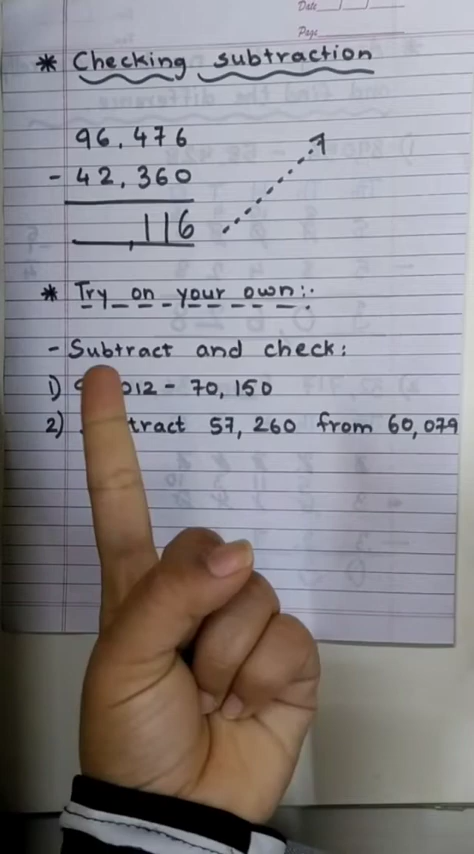 Date
Page
* Checking subtraction
96,476
- 42,360
,116
* Try on your own:-
- Subtract and check:
1) 012 - 70,150
2) tract 57,260 from 60,079